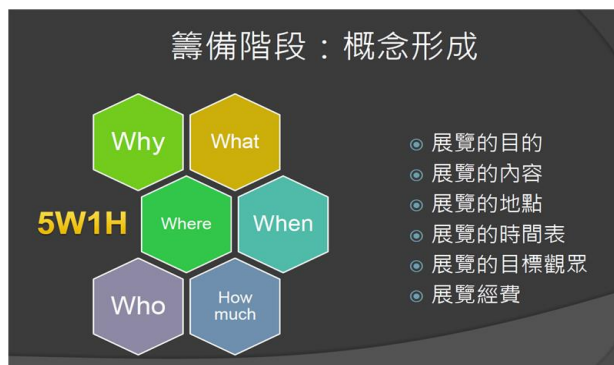 籌備階段：概念形成
Why
What
5W1H
Where
When
Who
How
much
展覽的目的
展覽的內容
展覽的地點
展覽的時間表
展覽的目標觀眾
展覽經費